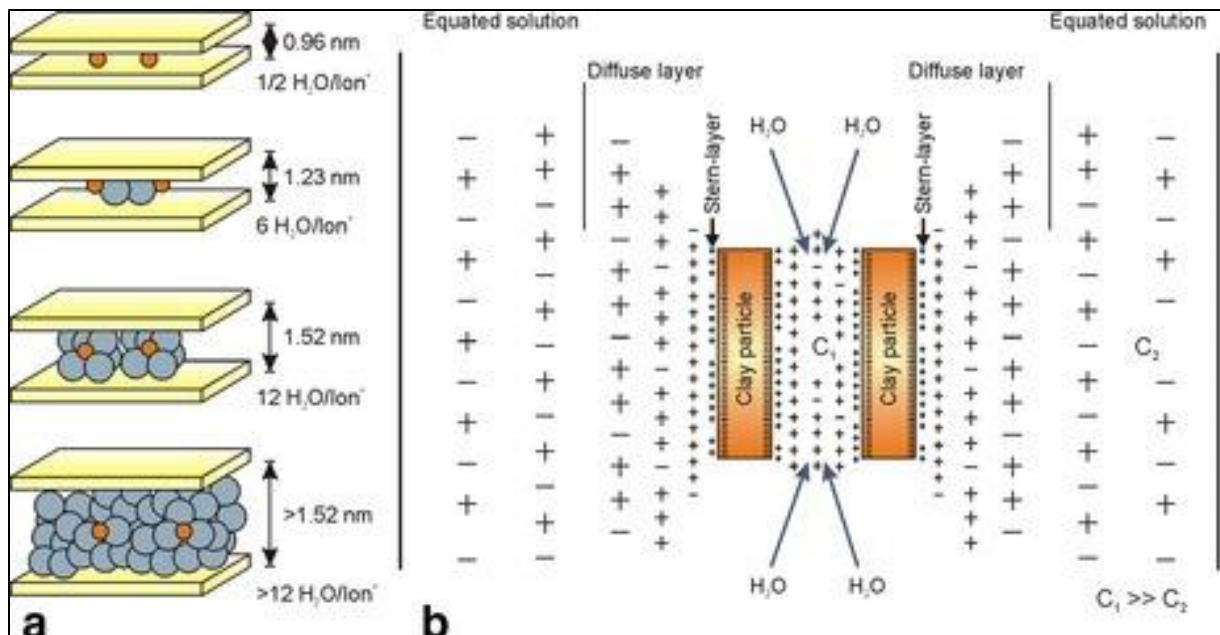 0.96 nm
1/2 H₂O/Ion⁺
1.23 nm
6 H₂O/Ion⁺
1.52 nm
12 H₂O/Ion⁺
>1.52 nm
>12 H₂O/Ion⁺
a
Equated solution
Equated solution
Diffuse layer
Diffuse layer
H₂O
H₂O
Stern-layer
Stern-layer
Clay particle
C₁
Clay particle
C₂
H₂O
H₂O
C₁ >> C₂
b